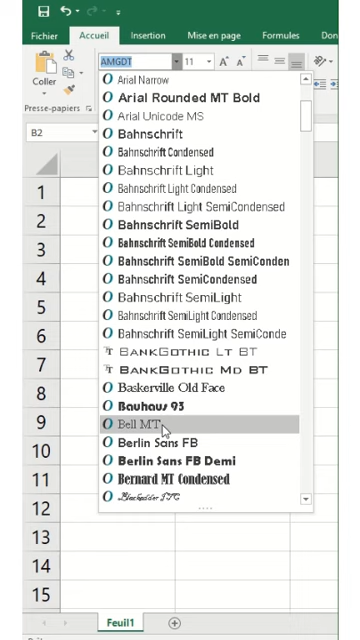 Fichier Accueil Insertion Mise en page Formules Don
Coller
AMGDT 11 A A
Presse-papiers
B2
Arial Narrow
Arial Rounded MT Bold
Arial Unicode MS
Bahnschrift
Bahnschrift Condensed
Bahnschrift Light
Bahnschrift Light Condensed
Bahnschrift Light SemiCondensed
Bahnschrift SemiBold
Bahnschrift SemiBold Condensed
Bahnschrift SemiBold SemiConden
Bahnschrift SemiCondensed
Bahnschrift SemiLight
Bahnschrift SemiLight Condensed
Bahnschrift SemiLight SemiConde
BankGothic Lt BT
BankGothic Md BT
Baskerville Old Face
Bauhaus 93
Bell MT
Berlin Sans FB
Berlin Sans FB Demi
Bernard MT Condensed
Blackadder ITC
1
2
3
4
5
6
7
8
9
10
11
12
13
14
15
Feuil1